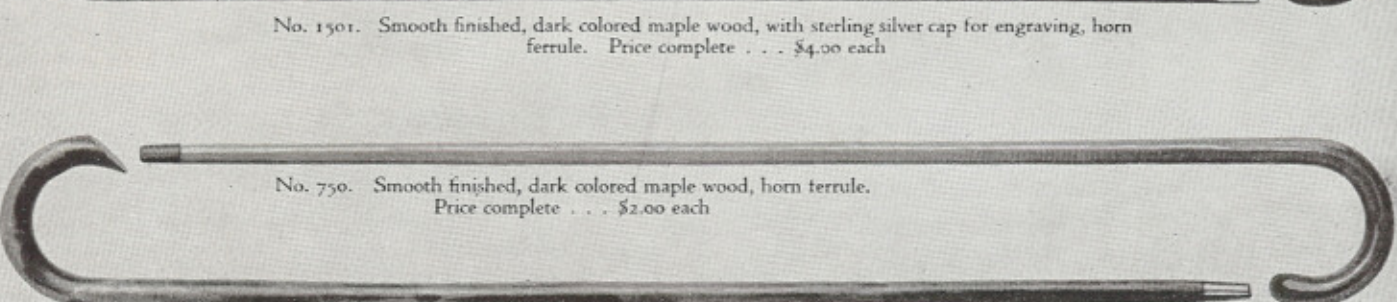 No. 1501. Smooth finished, dark colored maple wood, with sterling silver cap for engraving, horn
ferrule. Price complete . . . $4.00 each
No. 750. Smooth finished, dark colored maple wood, horn ferrule.
Price complete . . . $2.00 each